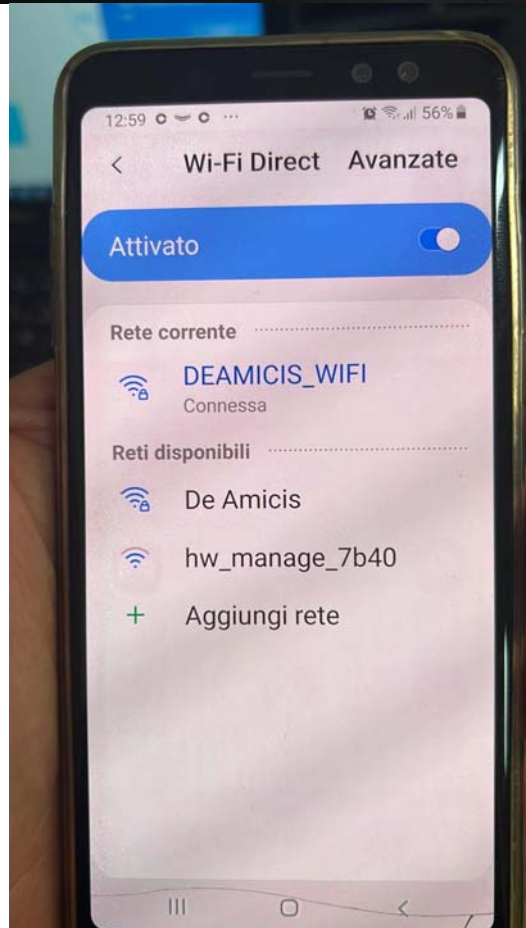 12:59
56%
Wi-Fi Direct Avanzate
Attivato
Rete corrente
DEAMICIS_WIFI
Connessa
Reti disponibili
De Amicis
hw_manage_7b40
Aggiungi rete